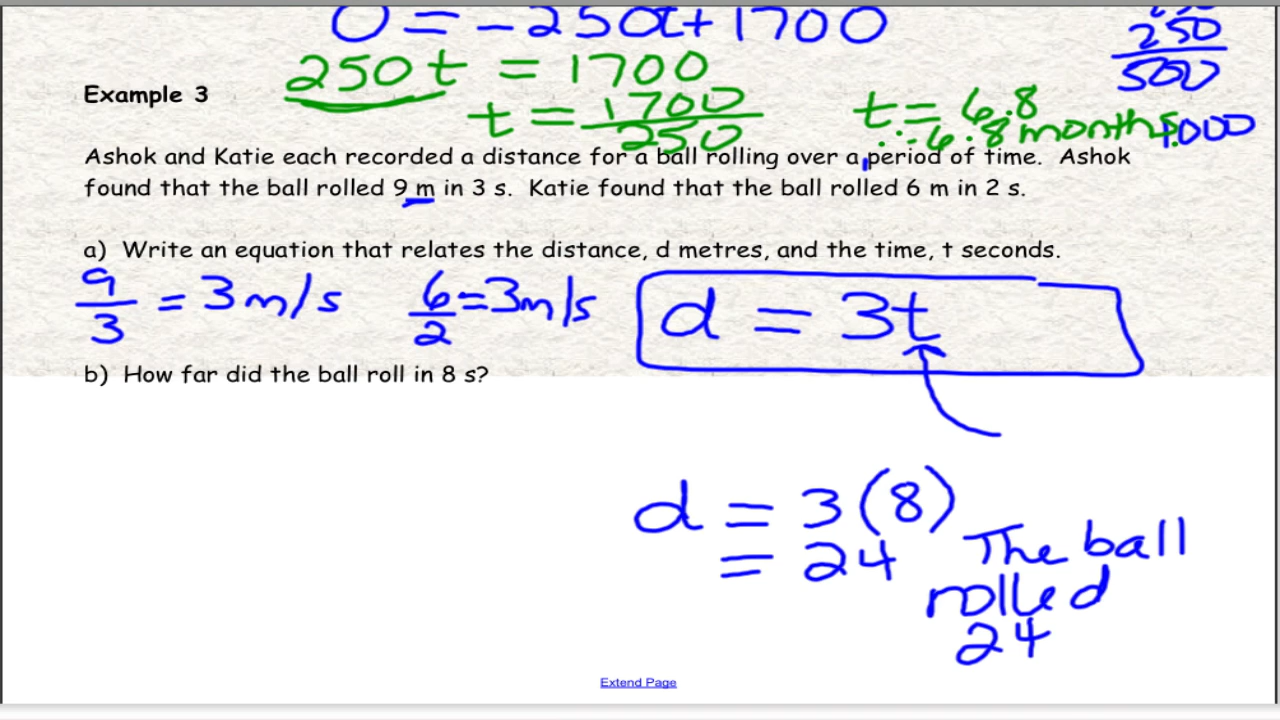 0 = -250t + 1700
250
500
250t = 1700
t = 1700/250
t = 6.8
∴ 6.8 months.
1000
Example 3
Ashok and Katie each recorded a distance for a ball rolling over a period of time. Ashok
found that the ball rolled 9 m in 3 s. Katie found that the ball rolled 6 m in 2 s.
a) Write an equation that relates the distance, d metres, and the time, t seconds.
9/3 = 3m/s 6/2 = 3m/s d = 3t
b) How far did the ball roll in 8 s?
d = 3(8)
= 24
The ball
rolled
24
Extend Page